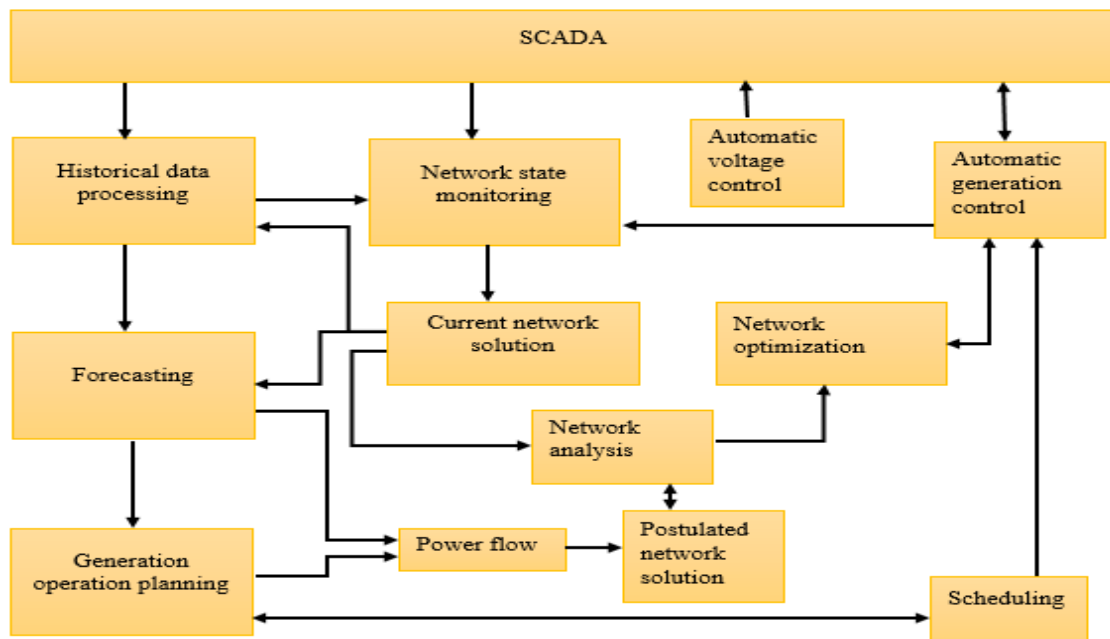 SCADA
Historical data
processing
Network state
monitoring
Automatic
voltage
control
Automatic
generation
control
Current network
solution
Network
optimization
Forecasting
Network
analysis
Generation
operation planning
Power flow
Postulated
network
solution
Scheduling